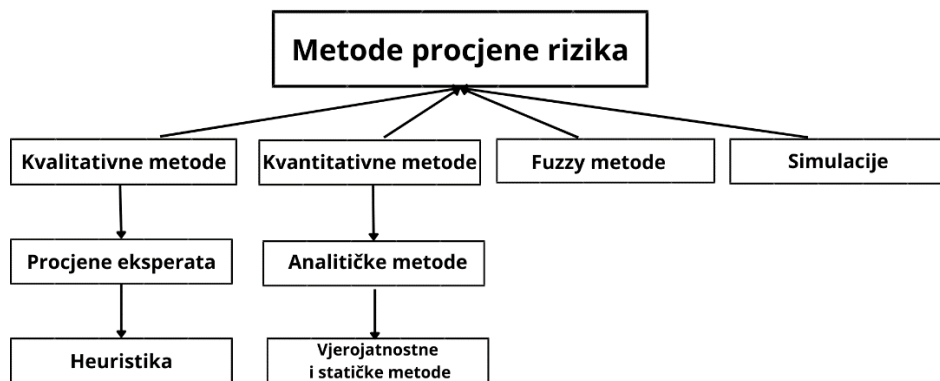 Metode procjene rizika
Kvalitativne metode
Kvantitativne metode
Fuzzy metode
Simulacije
Procjene eksperata
Analitičke metode
Heuristika
Vjerojatnostne
i statičke metode